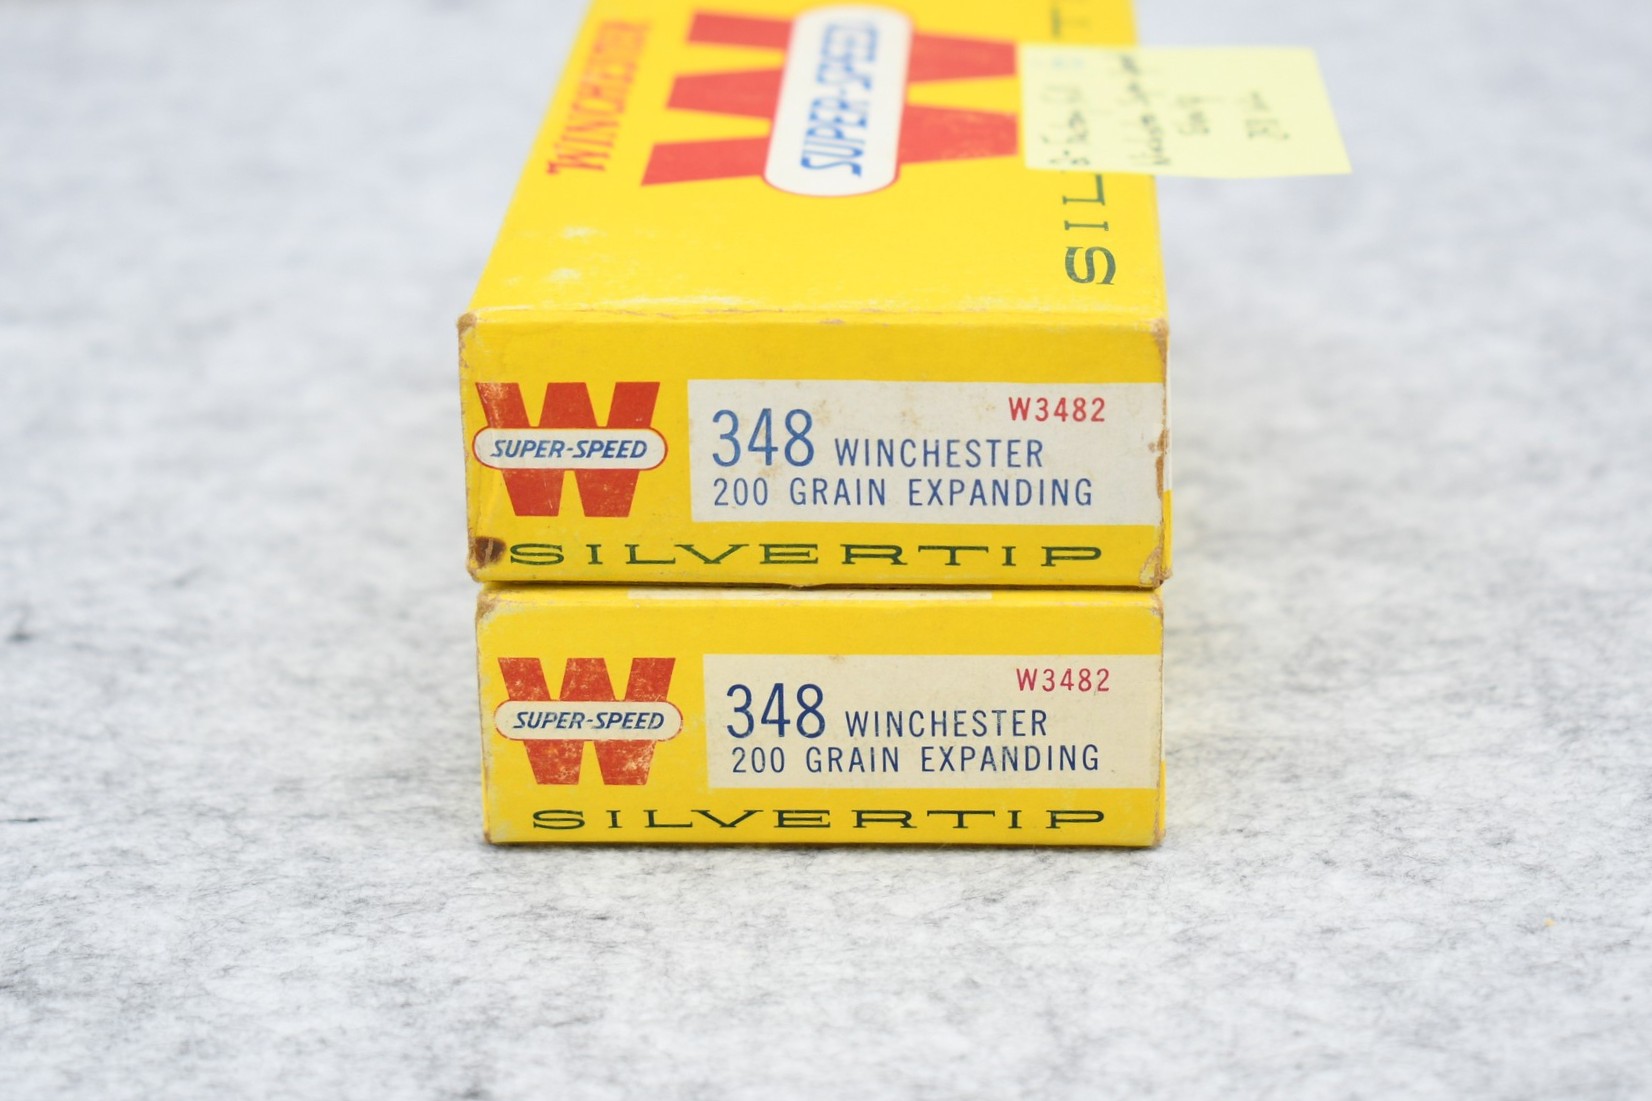 WINCHESTER
SUPER-SPEED
SIL
W3482
348 WINCHESTER
200 GRAIN EXPANDING
SUPER-SPEED
SILVERTIP
W3482
348 WINCHESTER
200 GRAIN EXPANDING
SUPER-SPEED
SILVERTIP